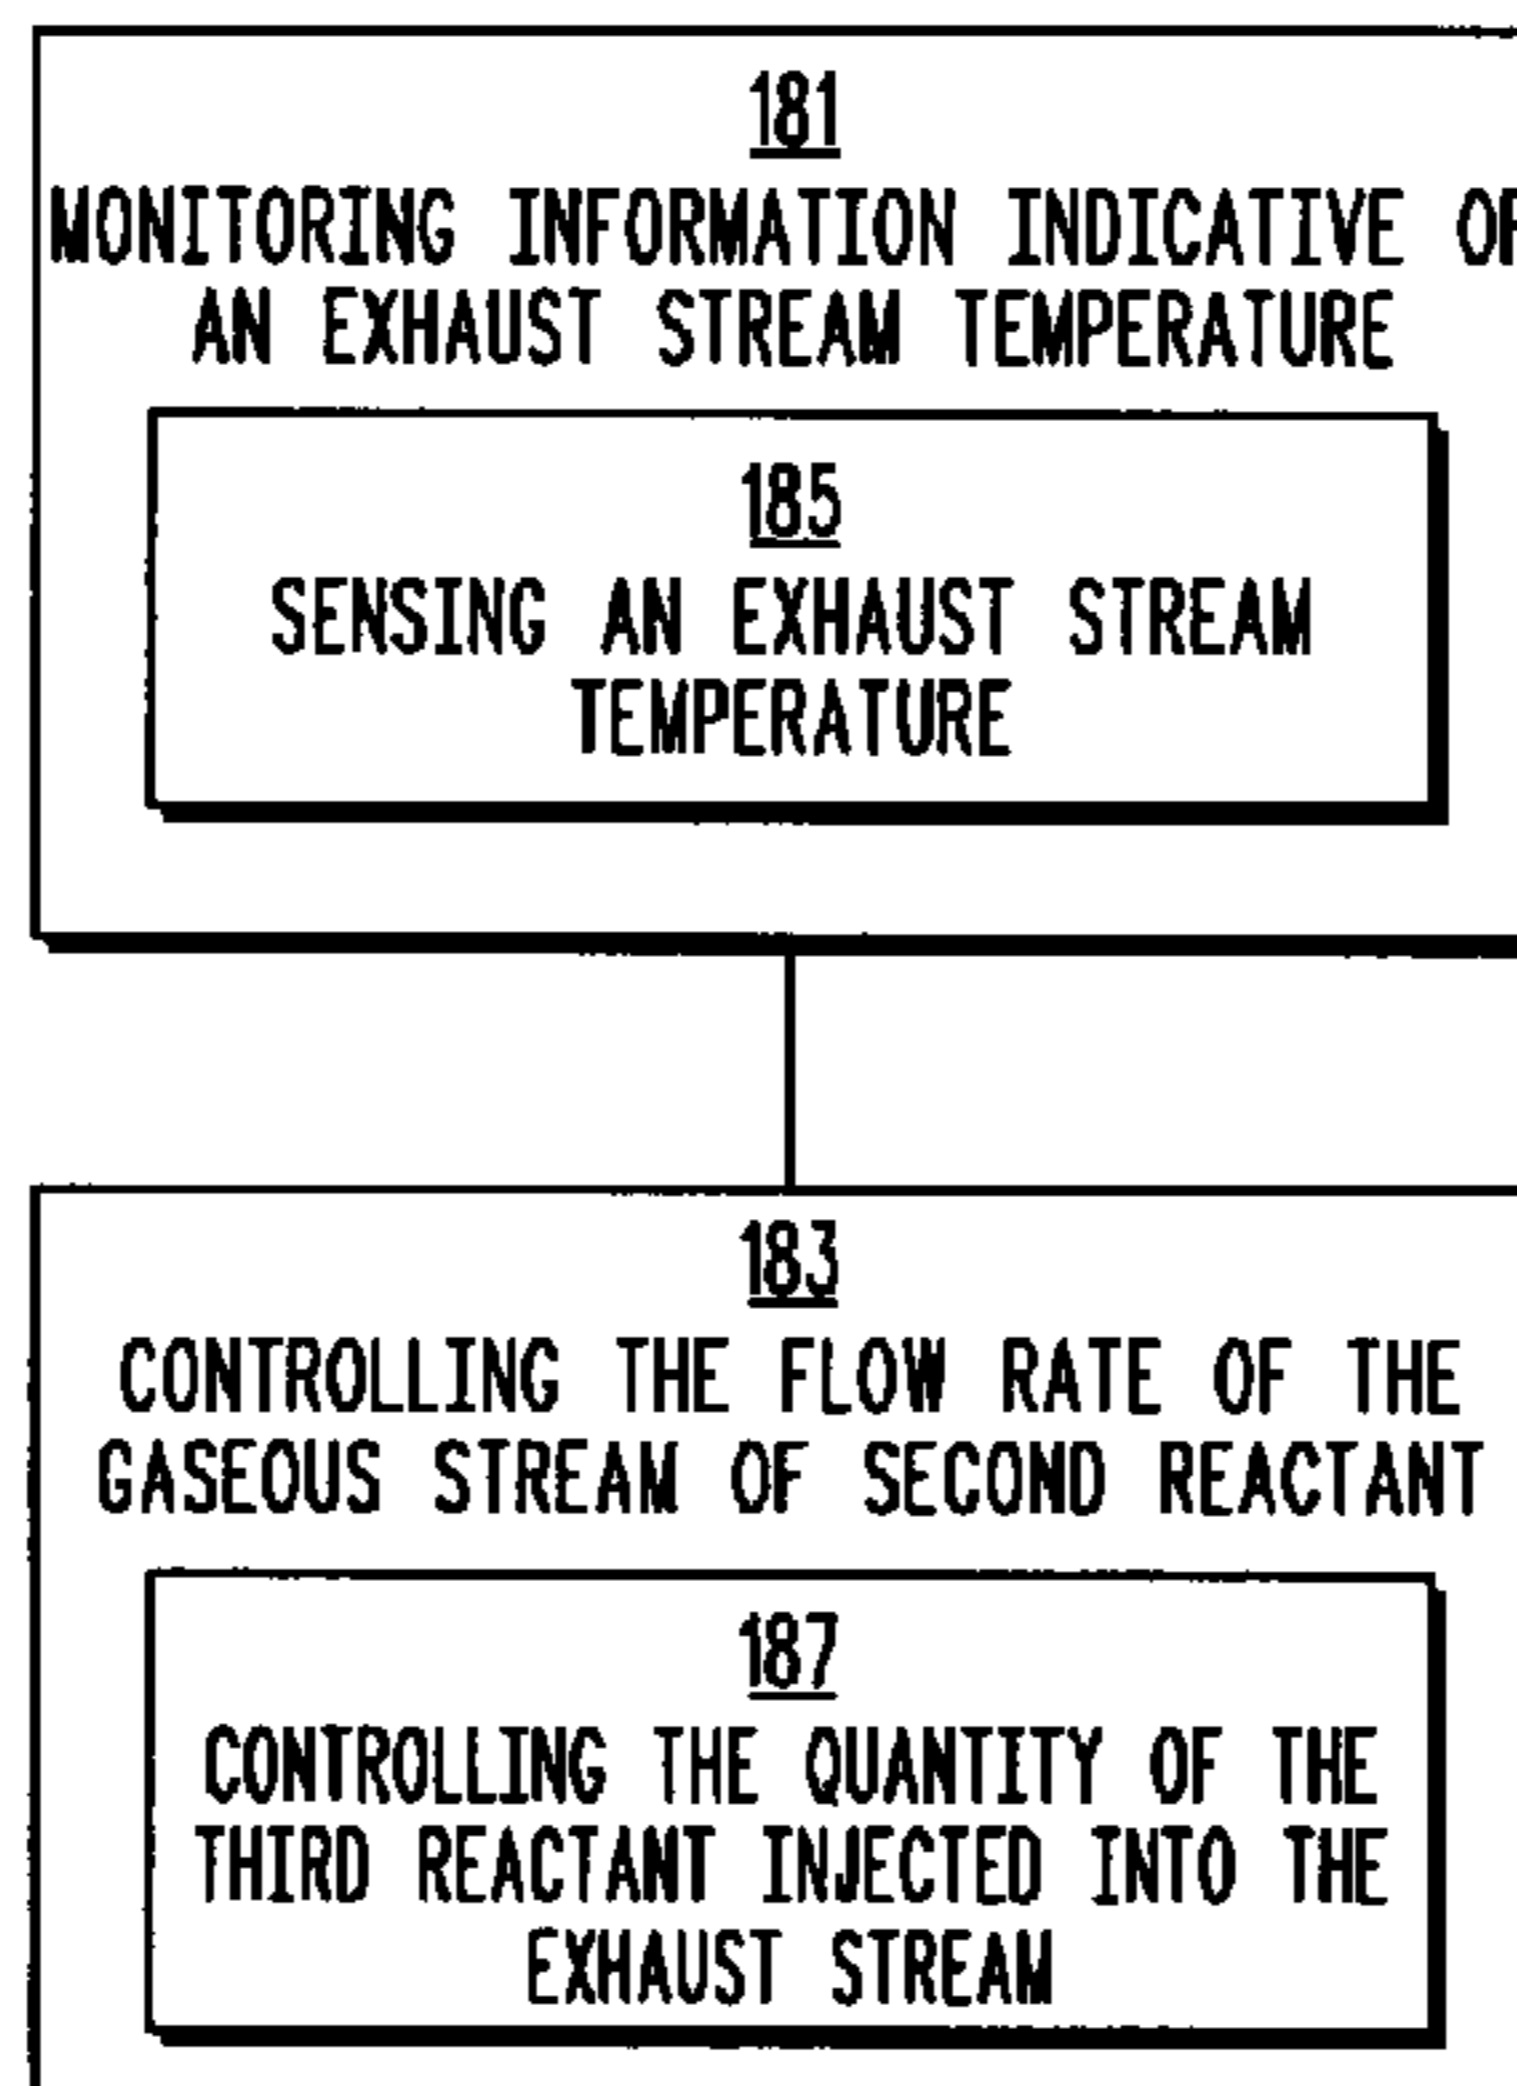 181
MONITORING INFORMATION INDICATIVE OF
AN EXHAUST STREAM TEMPERATURE
185
SENSING AN EXHAUST STREAM
TEMPERATURE
183
CONTROLLING THE FLOW RATE OF THE
GASEOUS STREAM OF SECOND REACTANT
187
CONTROLLING THE QUANTITY OF THE
THIRD REACTANT INJECTED INTO THE
EXHAUST STREAM